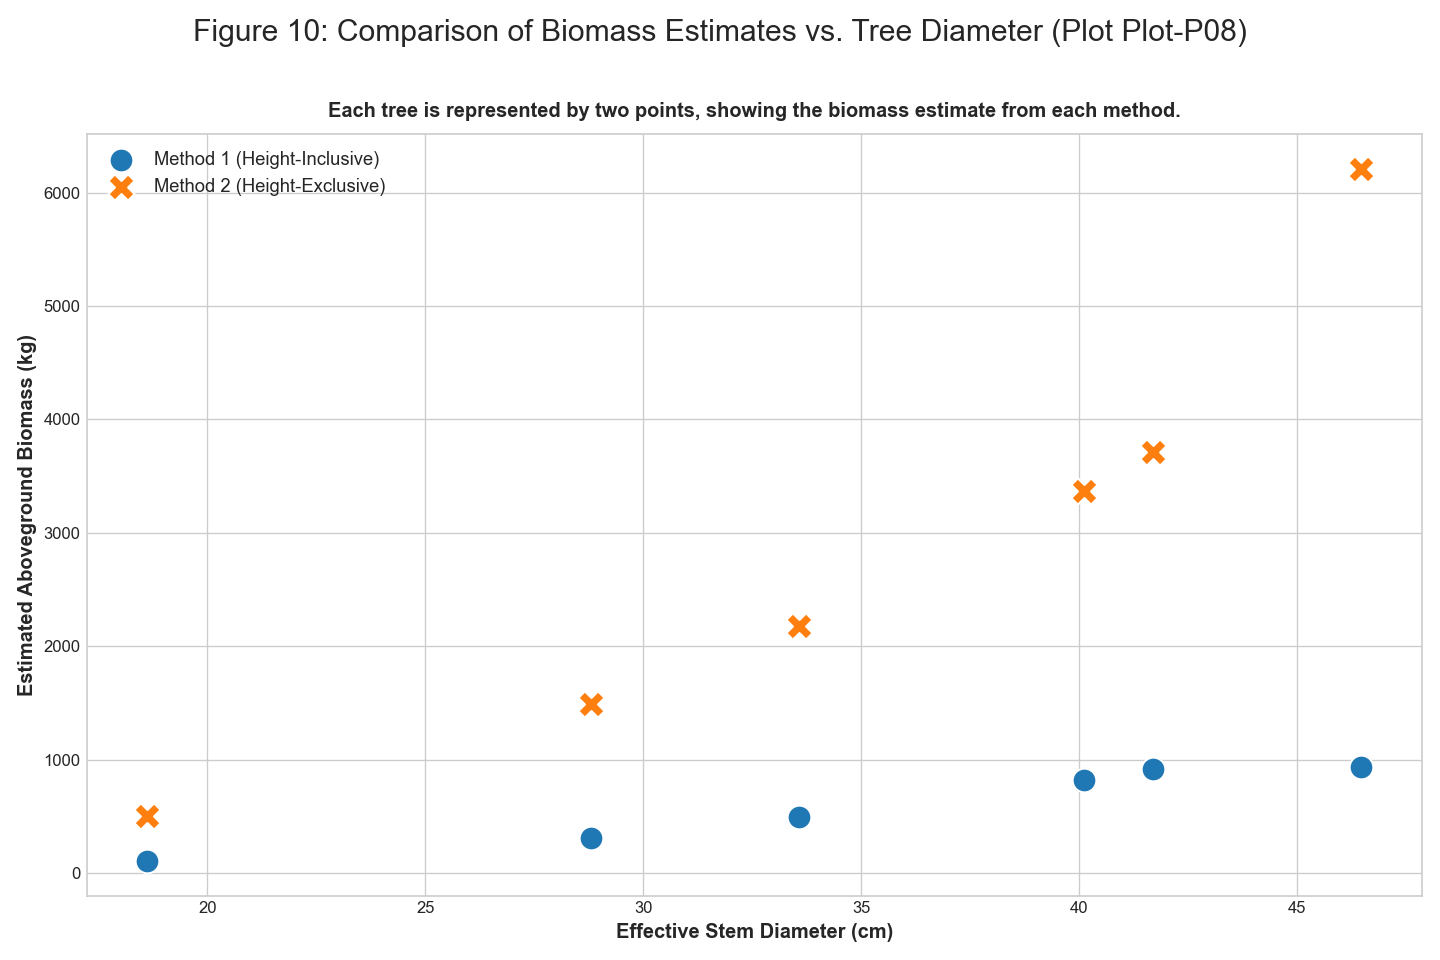 Figure 10: Comparison of Biomass Estimates vs. Tree Diameter (Plot Plot-P08)
Each tree is represented by two points, showing the biomass estimate from each method.
Method 1 (Height-Inclusive)
Method 2 (Height-Exclusive)
Estimated Aboveground Biomass (kg)
6000
5000
4000
3000
2000
1000
0
20 25 30 35 40 45
Effective Stem Diameter (cm)